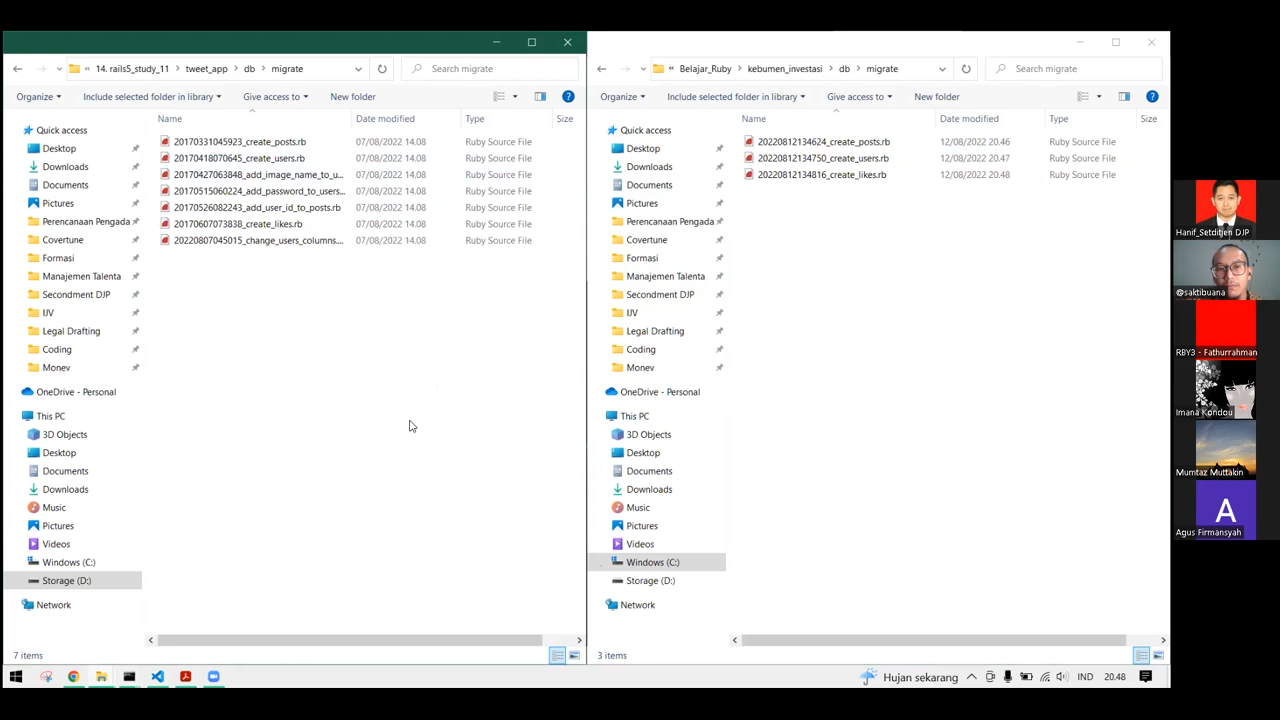 « 14. rails5_study_11 > tweet_app > db > migrate
Search migrate
Organize
Include selected folder in library
Give access to
New folder
Name
Date modified
Type
Size
Quick access
Desktop
Downloads
Documents
Pictures
Perencanaan Pengada
Covertune
Formasi
Manajemen Talenta
Secondment DJP
IJV
Legal Drafting
Coding
Monev
OneDrive - Personal
This PC
3D Objects
Desktop
Documents
Downloads
Music
Pictures
Videos
Windows (C:)
Storage (D:)
Network
20170331045923_create_posts.rb 07/08/2022 14.08 Ruby Source File
20170418070645_create_users.rb 07/08/2022 14.08 Ruby Source File
20170427063848_add_image_name_to_u... 07/08/2022 14.08 Ruby Source File
20170515060224_add_password_to_users... 07/08/2022 14.08 Ruby Source File
20170526082243_add_user_id_to_posts.rb 07/08/2022 14.08 Ruby Source File
20170607073838_create_likes.rb 07/08/2022 14.08 Ruby Source File
20220807045015_change_users_columns.... 07/08/2022 14.08 Ruby Source File
7 items
« Belajar_Ruby > kebumen_investasi > db > migrate
Search migrate
Organize
Include selected folder in library
Give access to
New folder
Name
Date modified
Type
Size
Quick access
Desktop
Downloads
Documents
Pictures
Perencanaan Pengada
Covertune
Formasi
Manajemen Talenta
Secondment DJP
IJV
Legal Drafting
Coding
Monev
OneDrive - Personal
This PC
3D Objects
Desktop
Documents
Downloads
Music
Pictures
Videos
Windows (C:)
Storage (D:)
Network
20220812134624_create_posts.rb 12/08/2022 20.46 Ruby Source File
20220812134750_create_users.rb 12/08/2022 20.47 Ruby Source File
20220812134816_create_likes.rb 12/08/2022 20.48 Ruby Source File
3 items
Hanif_Setditjen DJP
@saktibuana
RBY3 - Fathurrahman
Imana Kondou
Mumtaz Muttakin
A
Agus Firmansyah
Hujan sekarang
IND
20.48